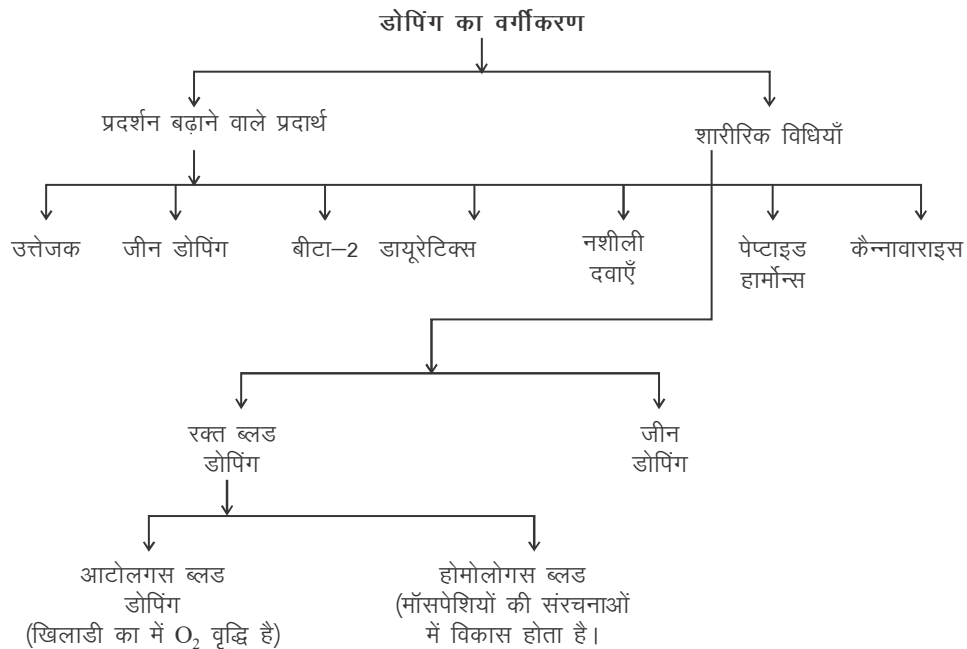 डोपिंग का वर्गीकरण
प्रदर्शन बढ़ाने वाले प्रदार्थ
शारीरिक विधियाँ
उत्तेजक
जीन डोपिंग
बीटा–2
डायूरेटिक्स
नशीली
दवाएँ
पेप्टाइड
हार्मोन्स
कैन्नावाराइस
रक्त ब्लड
डोपिंग
जीन
डोपिंग
आटोलगस ब्लड
डोपिंग
(खिलाडी का में O₂ वृद्धि है)
होमोलोगस ब्लड
(मॉसपेशियों की संरचनाओं
में विकास होता है।